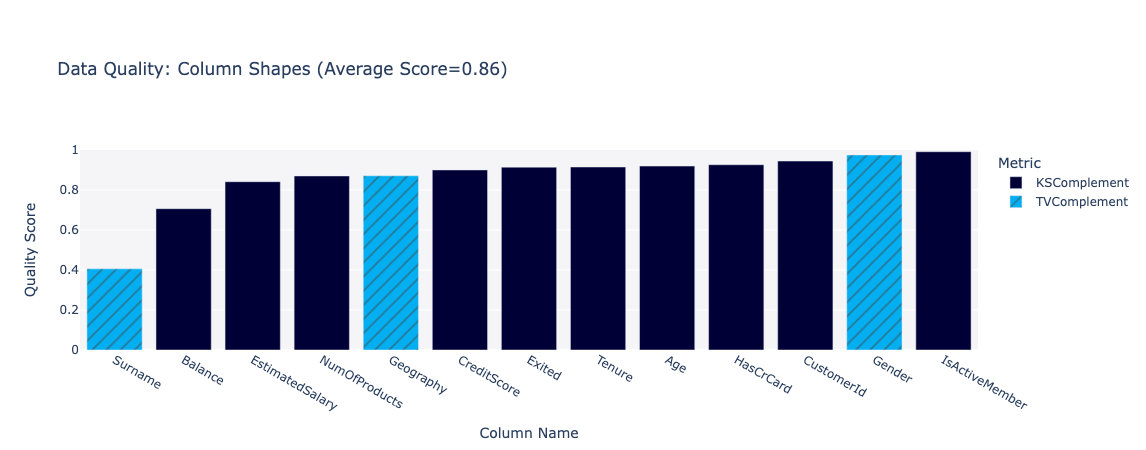 Data Quality: Column Shapes (Average Score=0.86)
Quality Score
1
0.8
0.6
0.4
0.2
0
Surname
Balance
EstimatedSalary
NumOfProducts
Geography
CreditScore
Exited
Tenure
Age
HasCrCard
CustomerId
Gender
IsActiveMember
Column Name
Metric
KSComplement
TVComplement